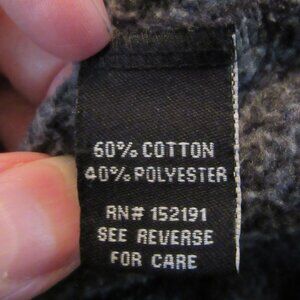 60% COTTON
40% POLYESTER
RN# 152191
SEE REVERSE
FOR CARE